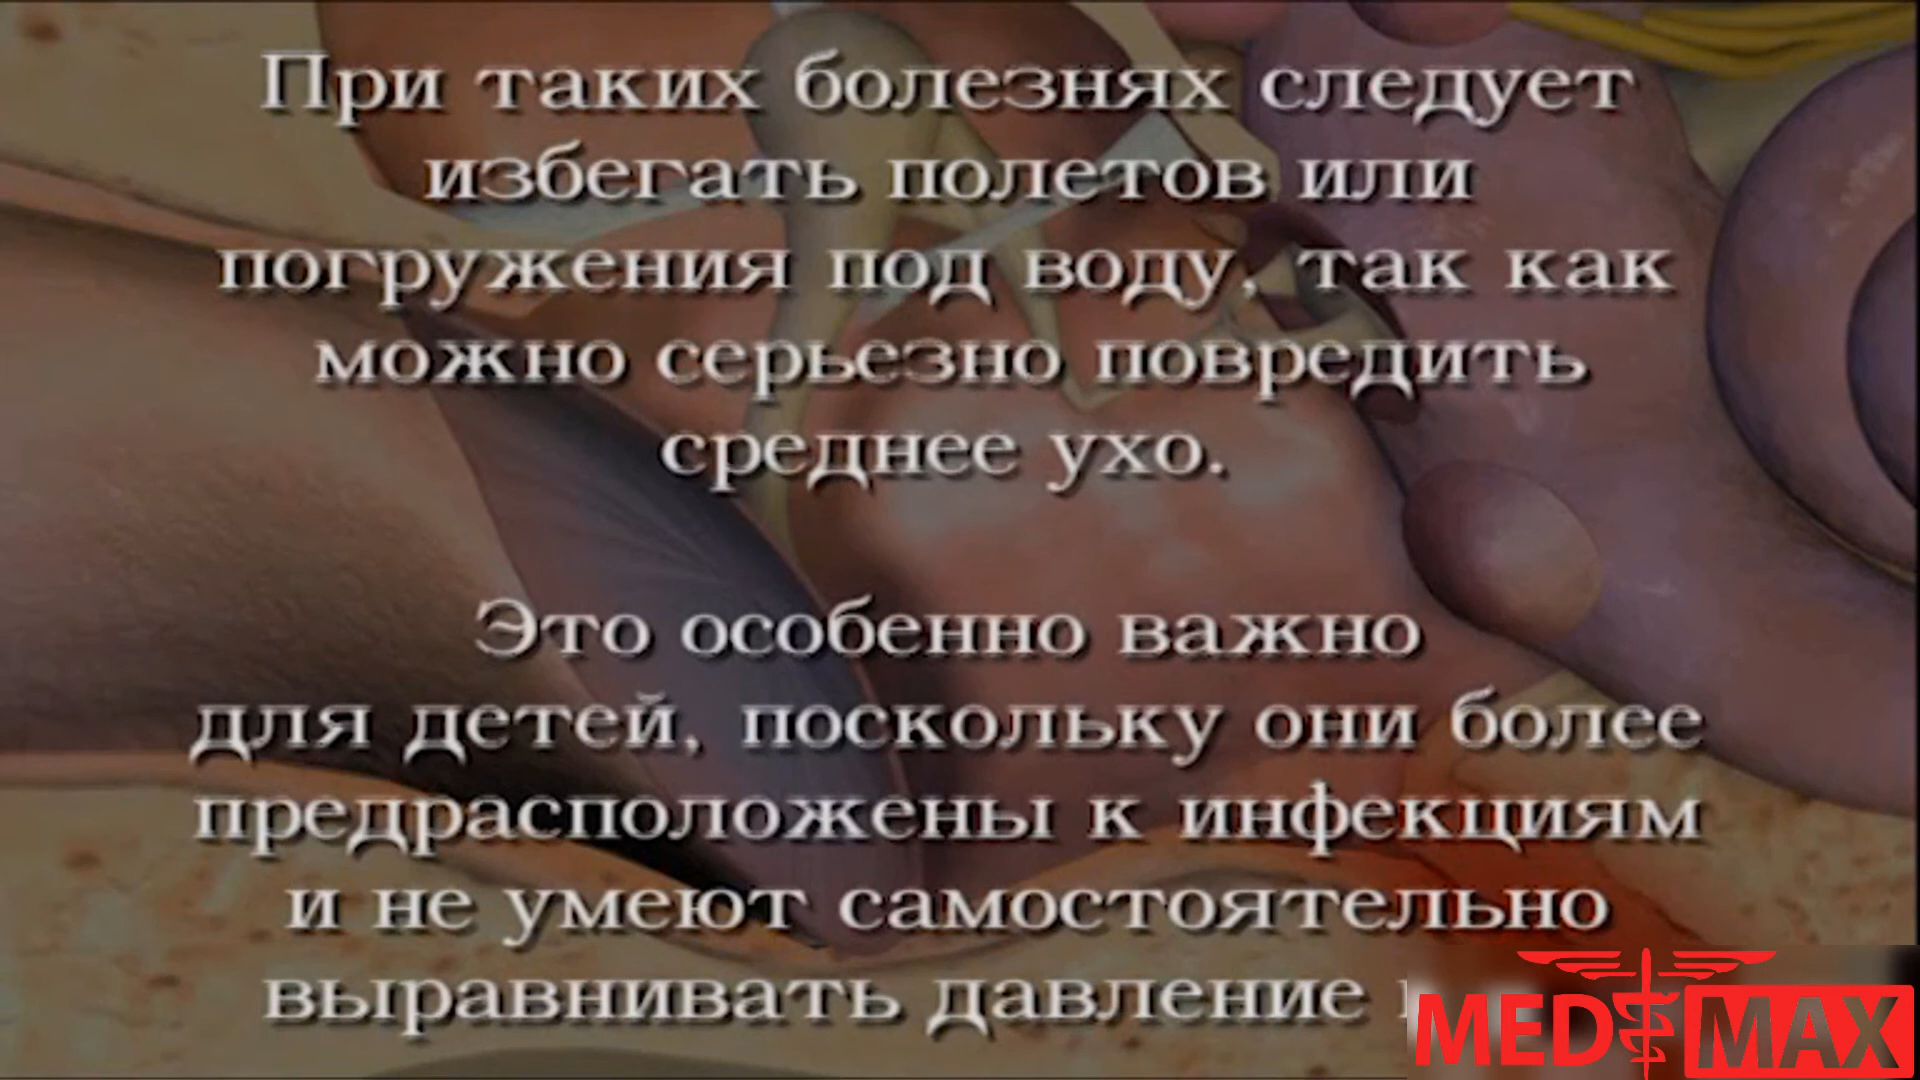 При таких болезнях следует
избегать полетов или
погружения под воду, так как
можно серьезно повредить
среднее ухо.
Это особенно важно
для детей, поскольку они более
предрасположены к инфекциям
и не умеют самостоятельно
выравнивать давление
MED MAX